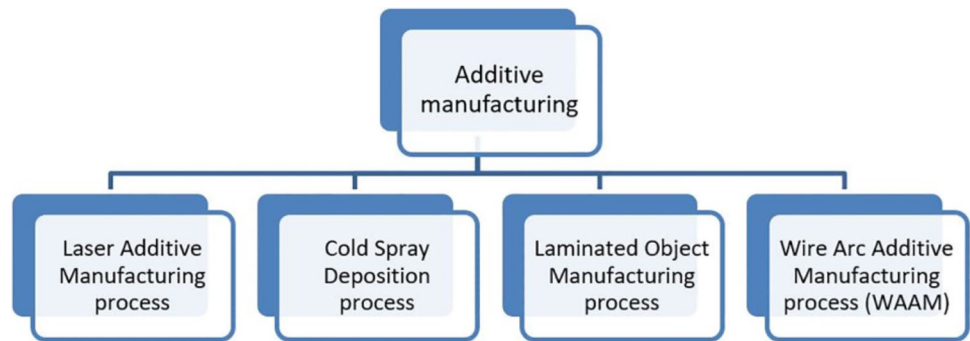 Additive
manufacturing
Laser Additive
Manufacturing
process
Cold Spray
Deposition
process
Laminated Object
Manufacturing
process
Wire Arc Additive
Manufacturing
process (WAAM)